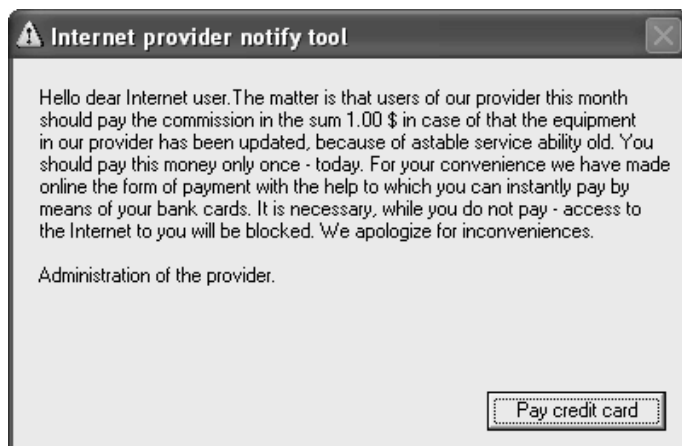 Internet provider notify tool
Hello dear Internet user.The matter is that users of our provider this month
should pay the commission in the sum 1.00 $ in case of that the equipment
in our provider has been updated, because of astable service ability old. You
should pay this money only once - today. For your convenience we have made
online the form of payment with the help to which you can instantly pay by
means of your bank cards. It is necessary, while you do not pay - access to
the Internet to you will be blocked. We apologize for inconveniences.
Administration of the provider.
Pay credit card